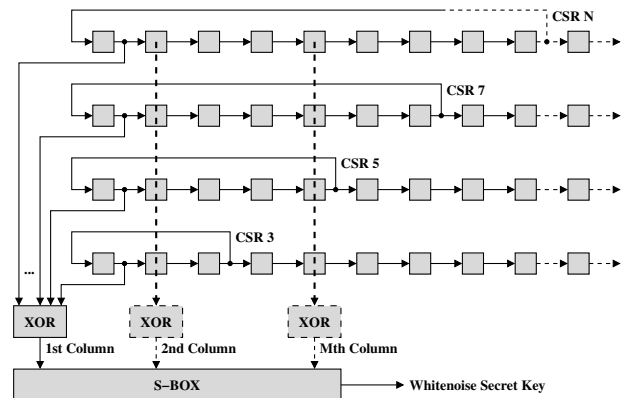 CSR N
CSR 7
CSR 5
CSR 3
...
XOR XOR XOR
1st Column 2nd Column Mth Column
S-BOX Whitenoise Secret Key